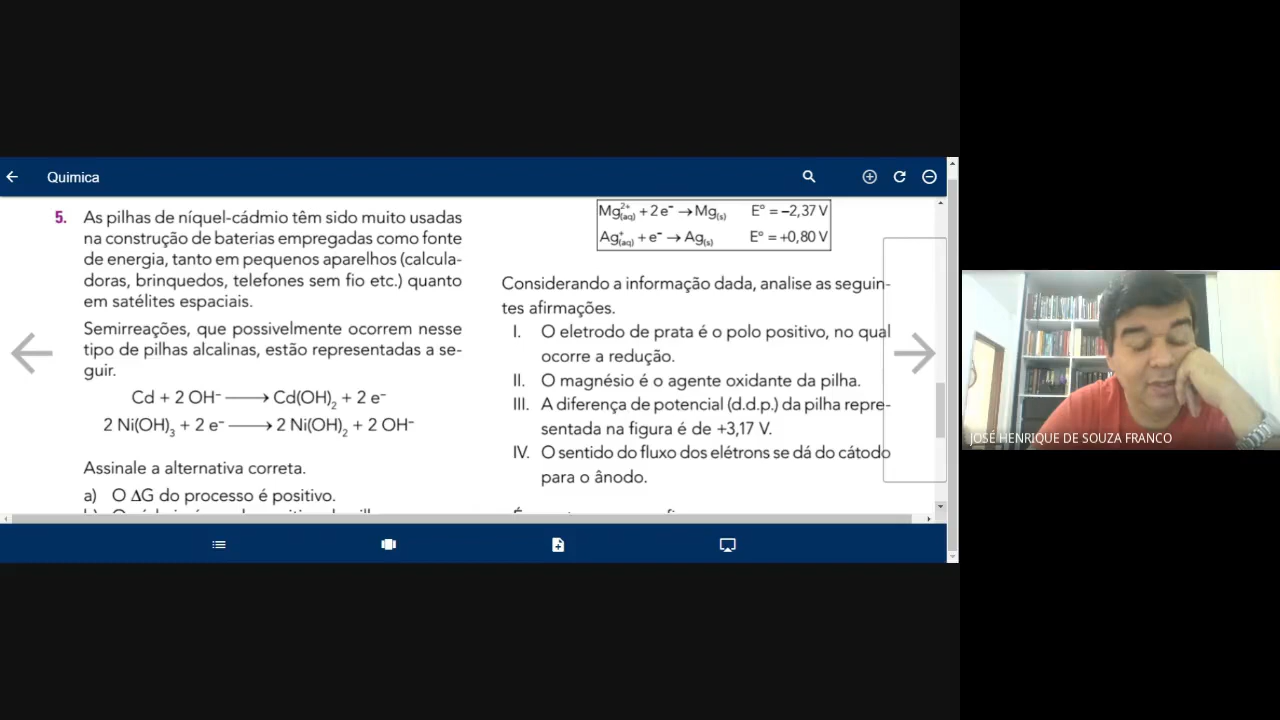 Quimica
5. As pilhas de níquel-cádmio têm sido muito usadas
na construção de baterias empregadas como fonte
de energia, tanto em pequenos aparelhos (calcula-
doras, brinquedos, telefones sem fio etc.) quanto
em satélites espaciais.
Semirreações, que possivelmente ocorrem nesse
tipo de pilhas alcalinas, estão representadas a se-
guir.
Cd + 2 OH⁻ ⟶ Cd(OH)₂ + 2 e⁻
2 Ni(OH)₃ + 2 e⁻ ⟶ 2 Ni(OH)₂ + 2 OH⁻
Assinale a alternativa correta.
a) O ΔG do processo é positivo.
Mg²⁺(aq) + 2 e⁻ → Mg(s) E° = −2,37 V
Ag⁺(aq) + e⁻ → Ag(s) E° = +0,80 V
Considerando a informação dada, analise as seguin-
tes afirmações.
I. O eletrodo de prata é o polo positivo, no qual
ocorre a redução.
II. O magnésio é o agente oxidante da pilha.
III. A diferença de potencial (d.d.p.) da pilha repre-
sentada na figura é de +3,17 V.
IV. O sentido do fluxo dos elétrons se dá do cátodo
para o ânodo.
JOSÉ HENRIQUE DE SOUZA FRANCO